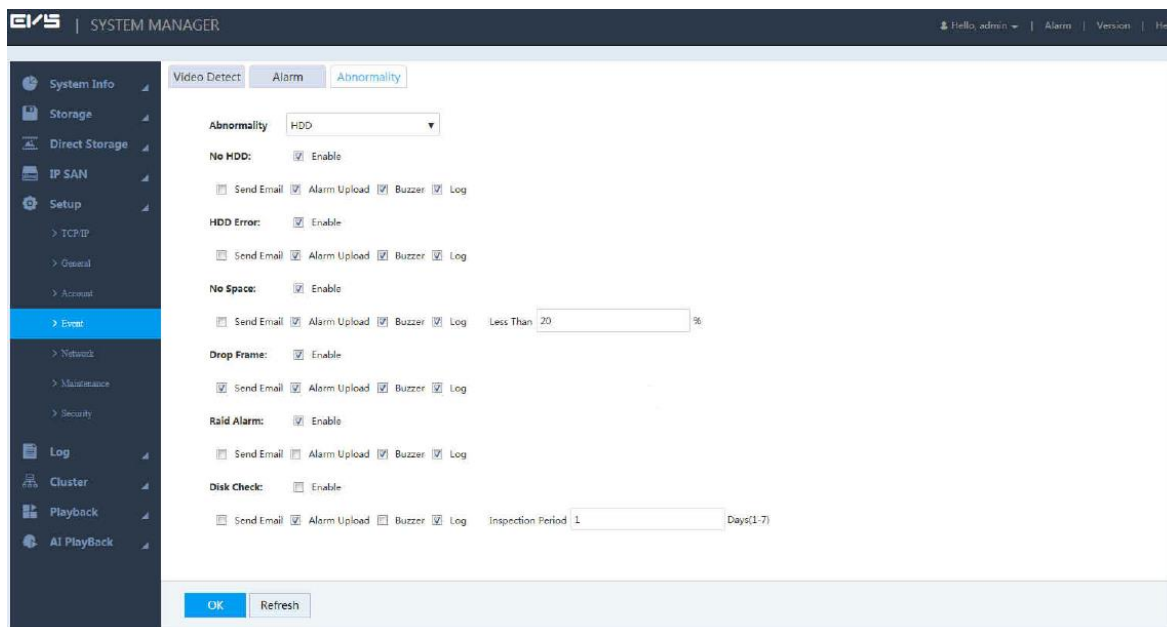 EIVS | SYSTEM MANAGER
Hello, admin | Alarm | Version |
System Info
Storage
Direct Storage
IP SAN
Setup
> TCP/IP
> General
> Account
> Event
> Network
> Maintenance
> Security
Log
Cluster
Playback
AI PlayBack
Video Detect Alarm Abnormality
Abnormality HDD
No HDD: Enable
Send Email Alarm Upload Buzzer Log
HDD Error: Enable
Send Email Alarm Upload Buzzer Log
No Space: Enable
Send Email Alarm Upload Buzzer Log Less Than 20 %
Drop Frame: Enable
Send Email Alarm Upload Buzzer Log
Raid Alarm: Enable
Send Email Alarm Upload Buzzer Log
Disk Check: Enable
Send Email Alarm Upload Buzzer Log Inspection Period 1 Days(1-7)
OK Refresh